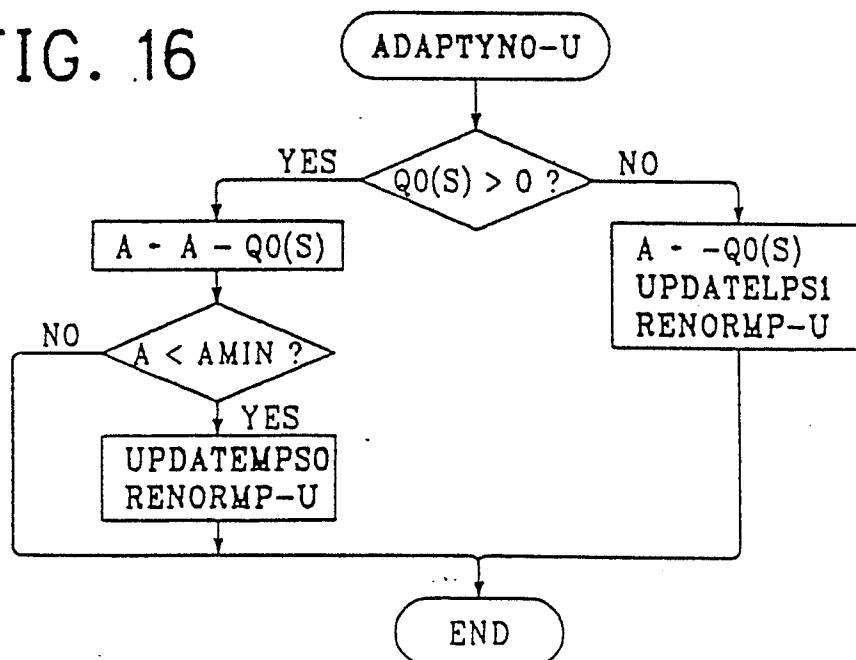 FIG. 16
ADAPTYN0-U
Q0(S) > 0 ?
YES
NO
A - A - Q0(S)
A - -Q0(S)
UPDATELPS1
RENORMP-U
NO
A < AMIN ?
YES
UPDATEMPS0
RENORMP-U
END